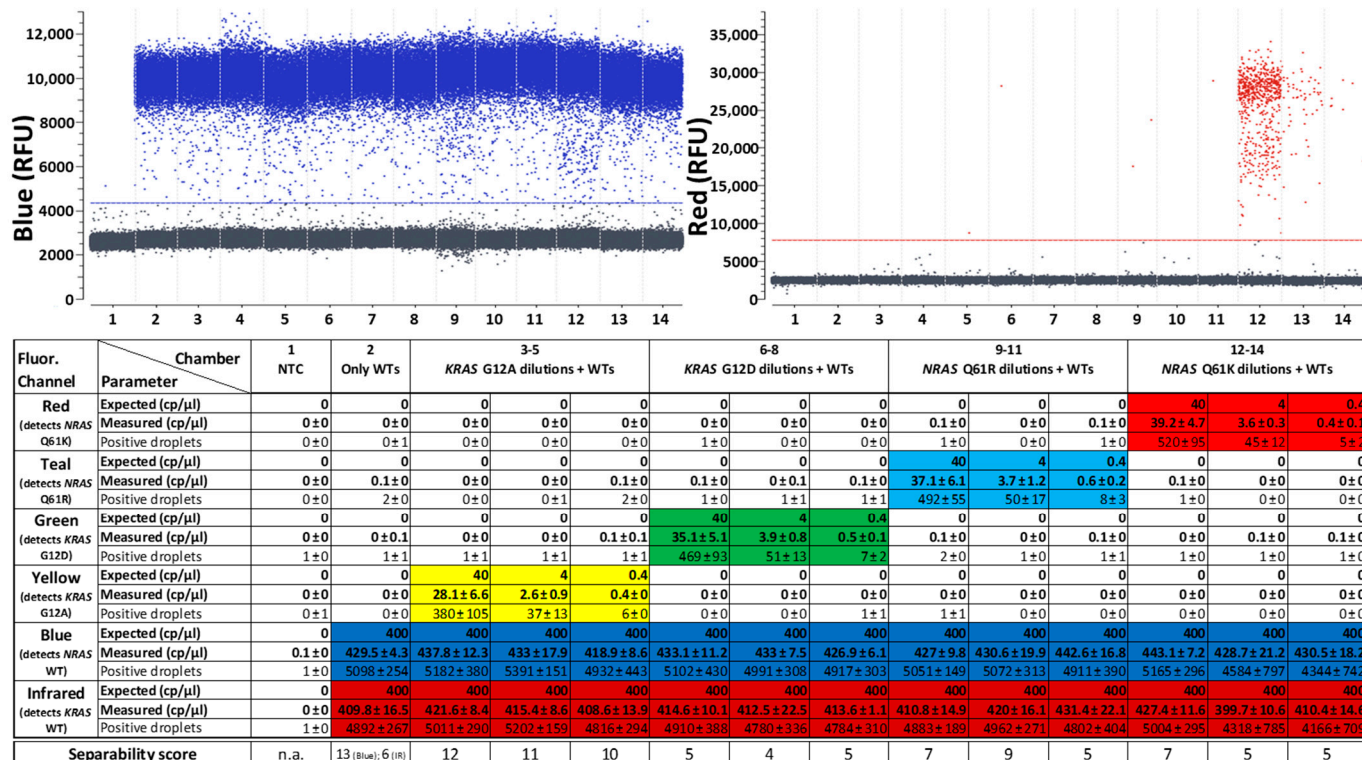 Blue (RFU)
12,000
10,000
8000
6000
4000
2000
0
1 2 3 4 5 6 7 8 9 10 11 12 13 14
Red (RFU)
35,000
30,000
25,000
20,000
15,000
10,000
5000
0
1 2 3 4 5 6 7 8 9 10 11 12 13 14
Fluor. Channel Chamber Parameter 1 NTC 2 Only WTs 3-5 KRAS G12A dilutions + WTs 6-8 KRAS G12D dilutions + WTs 9-11 NRAS Q61R dilutions + WTs 12-14 NRAS Q61K dilutions + WTs
Red (detects NRAS Q61K)
Expected (cp/µl) 0 0 0 0 0 0 0 0 0 0 0 40 4 0.4
Measured (cp/µl) 0±0 0±0 0±0 0±0 0±0 0±0 0±0 0±0 0.1±0 0±0 0.1±0 39.2±4.7 3.6±0.3 0.4±0.1
Positive droplets 0±0 0±1 0±0 0±0 0±0 1±0 0±0 0±0 1±0 0±0 1±0 520±95 45±12 5±2
Teal (detects NRAS Q61R)
Expected (cp/µl) 0 0 0 0 0 0 0 0 40 4 0.4 0 0 0
Measured (cp/µl) 0±0 0.1±0 0±0 0±0 0.1±0 0.1±0 0±0.1 0.1±0 37.1±6.1 3.7±1.2 0.6±0.2 0.1±0 0±0 0±0
Positive droplets 0±0 2±0 0±0 0±1 2±0 1±0 1±1 1±1 492±55 50±17 8±3 1±0 0±0 0±0
Green (detects KRAS G12D)
Expected (cp/µl) 0 0 0 0 0 40 4 0.4 0 0 0 0 0 0
Measured (cp/µl) 0±0 0±0.1 0±0 0±0 0.1±0.1 35.1±5.1 3.9±0.8 0.5±0.1 0.1±0 0±0 0.1±0 0±0 0.1±0 0.1±0
Positive droplets 1±0 1±1 1±1 1±1 1±1 469±93 51±13 7±2 2±0 1±0 1±1 1±0 1±0 1±0
Yellow (detects KRAS G12A)
Expected (cp/µl) 0 0 40 4 0.4 0 0 0 0 0 0 0 0 0
Measured (cp/µl) 0±0 0±0 28.1±6.6 2.6±0.9 0.4±0 0±0 0±0 0±0 0±0 0±0 0±0 0±0 0±0 0±0
Positive droplets 0±1 0±0 380±105 37±13 6±0 0±0 0±0 1±1 1±1 0±0 0±0 0±0 0±0 0±0
Blue (detects NRAS WT)
Expected (cp/µl) 0 400 400 400 400 400 400 400 400 400 400 400 400 400
Measured (cp/µl) 0.1±0 429.5±4.3 437.8±12.3 433±17.9 418.9±8.6 433.1±11.2 433±7.5 426.9±6.1 427±9.8 430.6±19.9 442.6±16.8 443.1±7.2 428.7±21.2 430.5±18.2
Positive droplets 1±0 5098±254 5182±380 5391±151 4932±443 5102±430 4991±308 4917±303 5051±149 5072±313 4911±390 5165±296 4584±797 4344±742
Infrared (detects KRAS WT)
Expected (cp/µl) 0 400 400 400 400 400 400 400 400 400 400 400 400 400
Measured (cp/µl) 0±0 409.8±16.5 421.6±8.4 415.4±8.6 408.6±13.9 414.6±10.1 412.5±22.5 413.6±1.1 410.8±14.9 420±16.1 431.4±22.1 427.4±11.6 399.7±10.6 410.4±14.6
Positive droplets 1±0 4892±267 5011±290 5202±159 4816±294 4910±388 4780±336 4784±310 4883±189 4962±271 4802±404 5004±295 4318±785 4166±709
Separability score n.a. 13 (Blue); 6 (IR) 12 11 10 5 4 5 7 9 5 7 5 5